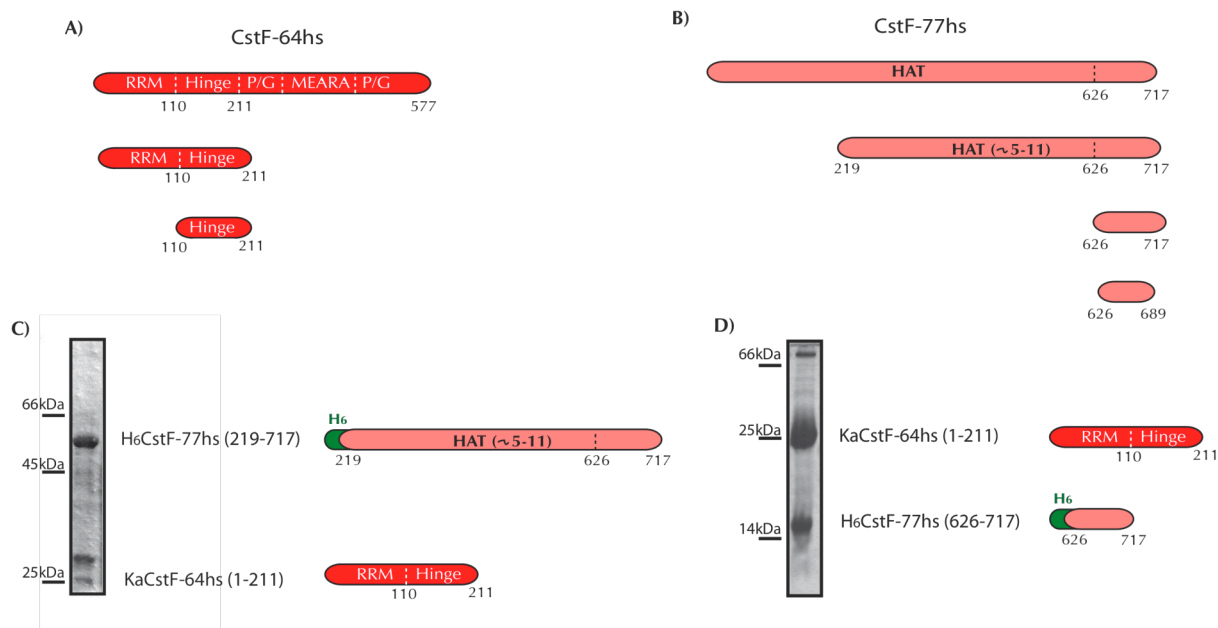 A)
CstF-64hs
RRM Hinge P/G MEARA P/G
110 211 577
RRM Hinge
110 211
Hinge
110 211
B)
CstF-77hs
HAT
626 717
HAT (~5-11)
219 626 717
626 717
626 689
C)
66kDa
45kDa
25kDa
H6CstF-77hs (219-717)
KaCstF-64hs (1-211)
H6
HAT (~5-11)
219 626 717
RRM Hinge
110 211
D)
66kDa
25kDa
14kDa
KaCstF-64hs (1-211)
H6CstF-77hs (626-717)
RRM Hinge
110 211
H6
626 717